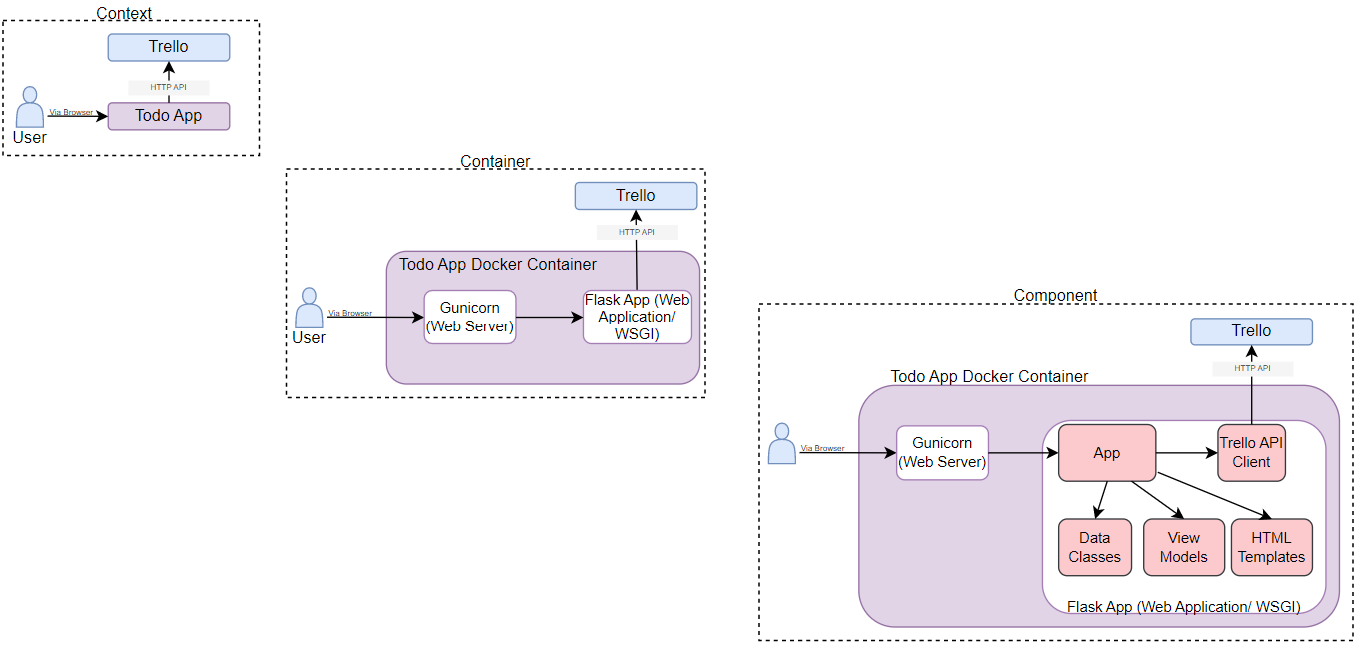 Context
Trello
HTTP API
Via Browser
Todo App
User
Container
Trello
HTTP API
Todo App Docker Container
Via Browser
Gunicorn
(Web Server)
Flask App (Web
Application/
WSGI)
User
Component
Trello
HTTP API
Todo App Docker Container
Via Browser
Gunicorn
(Web Server)
App
Trello API
Client
Data
Classes
View
Models
HTML
Templates
Flask App (Web Application/ WSGI)